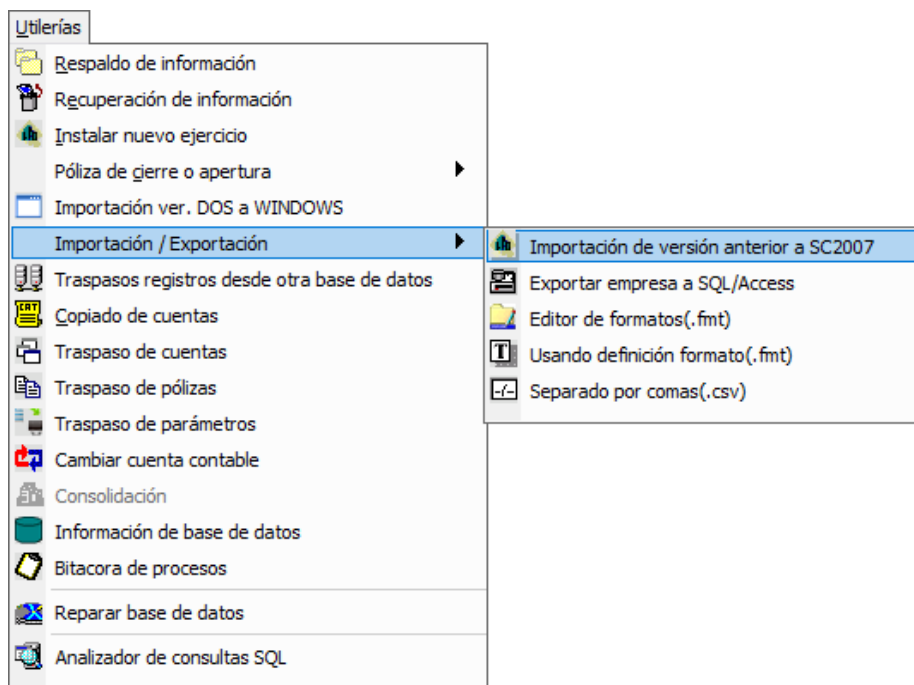 Utilerías
Respaldo de información
Recuperación de información
Instalar nuevo ejercicio
Póliza de cierre o apertura
Importación ver. DOS a WINDOWS
Importación / Exportación
Importación de versión anterior a SC2007
Exportar empresa a SQL/Access
Editor de formatos(.fmt)
Usando definición formato(.fmt)
Separado por comas(.csv)
Traspasos registros desde otra base de datos
Copiado de cuentas
Traspaso de cuentas
Traspaso de pólizas
Traspaso de parámetros
Cambiar cuenta contable
Consolidación
Información de base de datos
Bitacora de procesos
Reparar base de datos
Analizador de consultas SQL